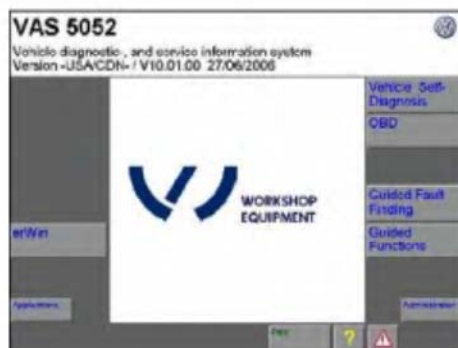 VAS 5052
Vehicle diagnostic-, and service information system
Version -USA/CDN- / V10.01.00 27/06/2006
Vehicle Self-
Diagnosis
OBD
WORKSHOP
EQUIPMENT
Guided Fault
Finding
erWin
Guided
Functions
Applications
Administration
Print
?